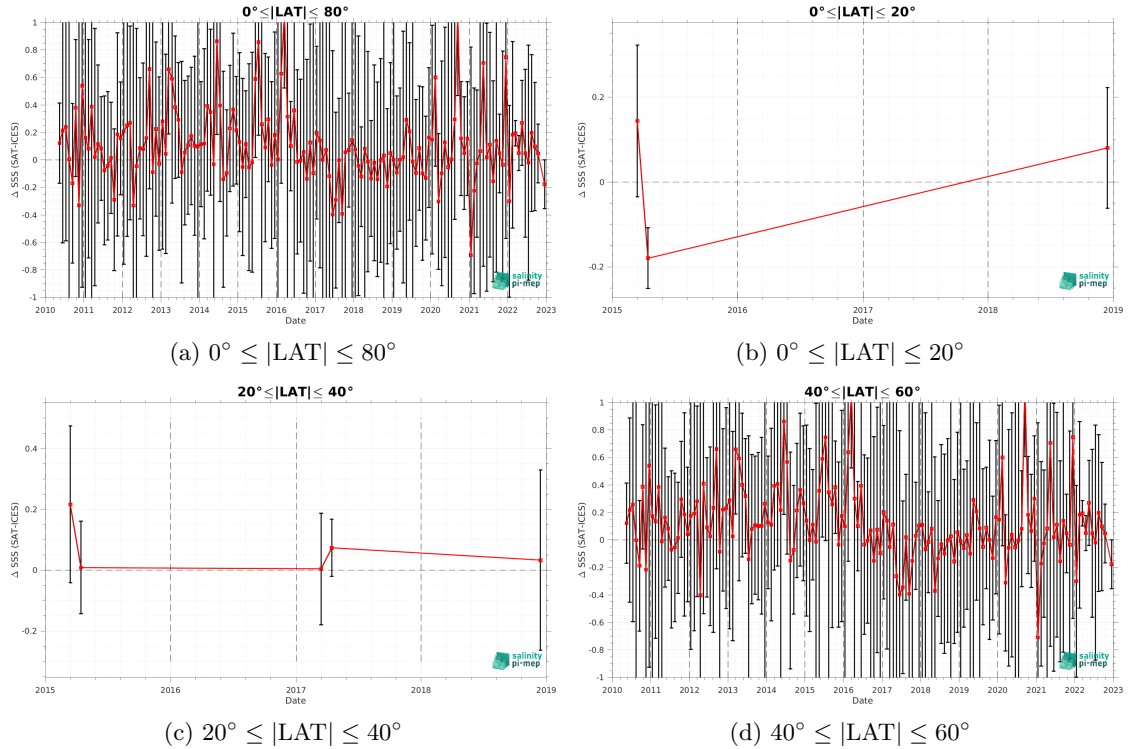 0°≤|LAT|≤ 80°
Δ SSS (SAT-ICES)
1
0.8
0.6
0.4
0.2
0
-0.2
-0.4
-0.6
-0.8
-1
2010 2011 2012 2013 2014 2015 2016 2017 2018 2019 2020 2021 2022 2023
Date
salinity
pi-mep
(a) 0° ≤ |LAT| ≤ 80°
0°≤|LAT|≤ 20°
Δ SSS (SAT-ICES)
0.2
0
-0.2
2015 2016 2017 2018 2019
Date
salinity
pi-mep
(b) 0° ≤ |LAT| ≤ 20°
20°≤|LAT|≤ 40°
Δ SSS (SAT-ICES)
0.4
0.2
0
-0.2
2015 2016 2017 2018 2019
Date
salinity
pi-mep
(c) 20° ≤ |LAT| ≤ 40°
40°≤|LAT|≤ 60°
Δ SSS (SAT-ICES)
1
0.8
0.6
0.4
0.2
0
-0.2
-0.4
-0.6
-0.8
-1
2010 2011 2012 2013 2014 2015 2016 2017 2018 2019 2020 2021 2022 2023
Date
salinity
pi-mep
(d) 40° ≤ |LAT| ≤ 60°